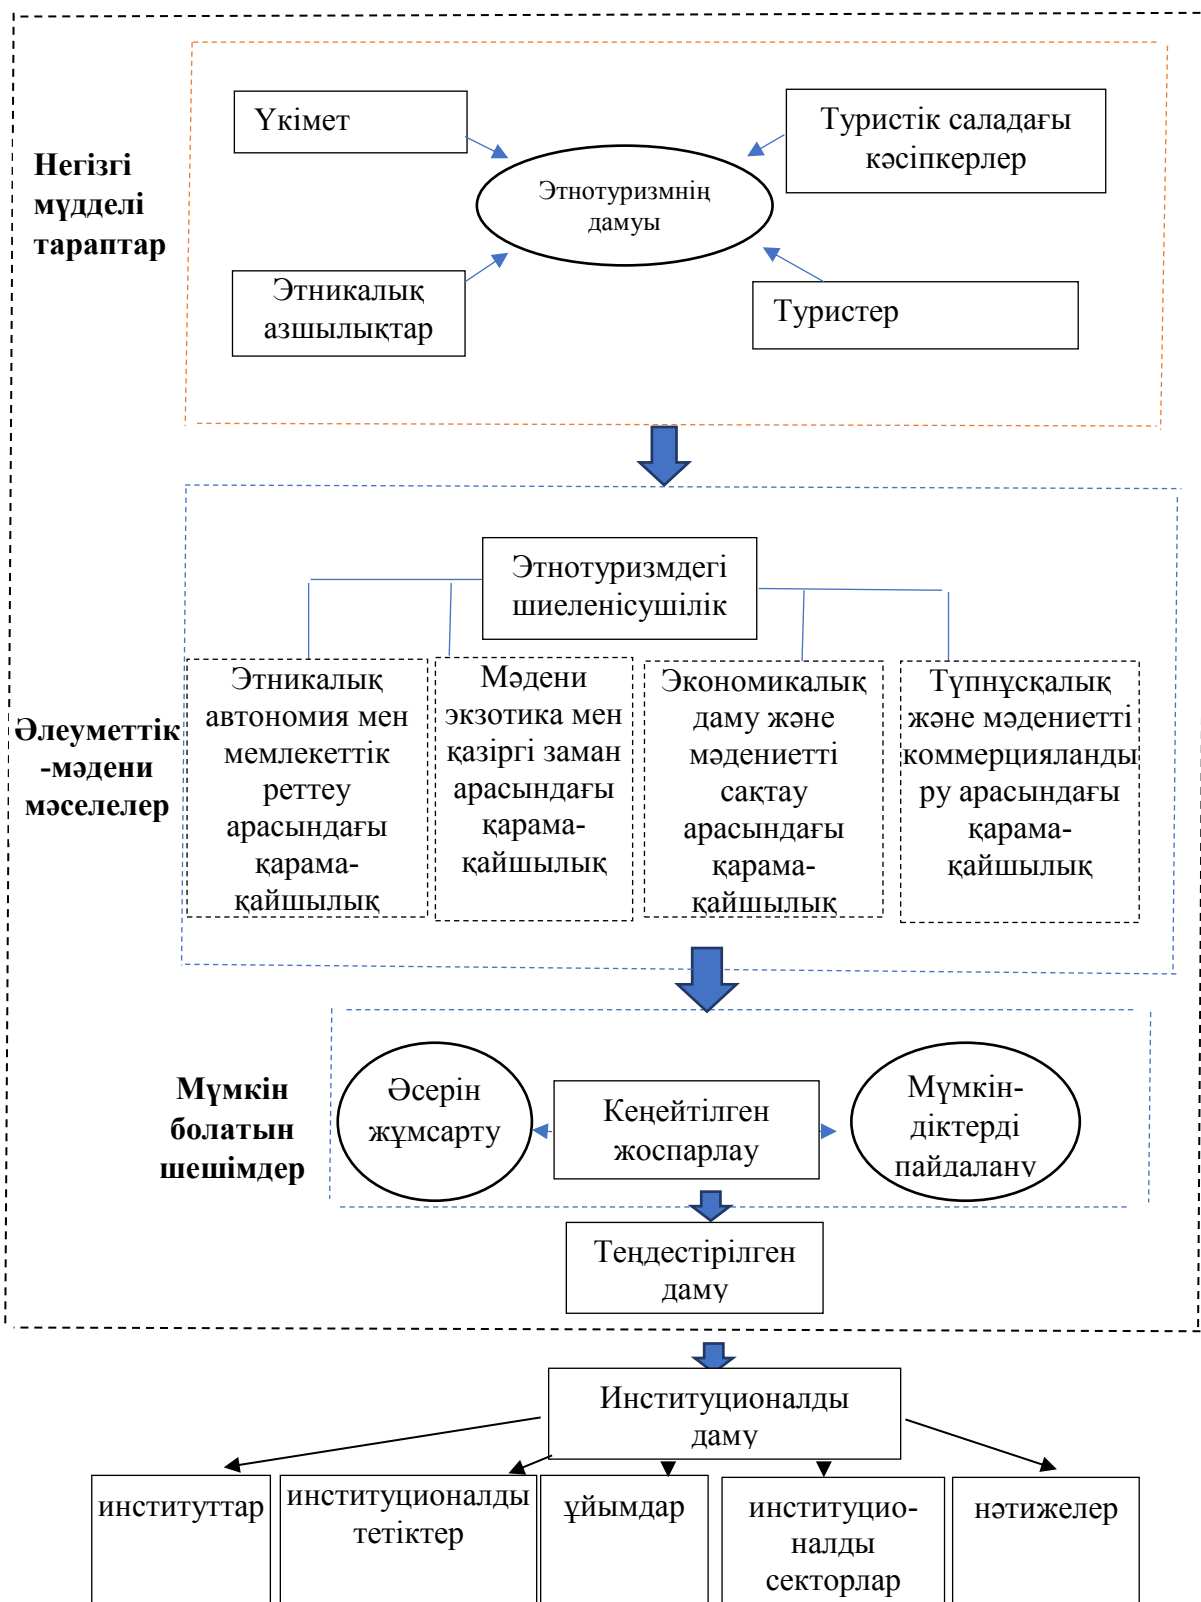 Негізгі
мүдделі
тараптар
Үкімет
Туристік саладағы
кәсіпкерлер
Этнотуризмнің
дамуы
Этникалық
азшылықтар
Туристер
Әлеуметтік
-мәдени
мәселелер
Этнотуризмдегі
шиеленісушілік
Этникалық
автономия мен
мемлекеттік
реттеу
арасындағы
қарама-
қайшылық
Мәдени
экзотика мен
қазіргі заман
арасындағы
қарама-
қайшылық
Экономикалық
даму және
мәдениетті
сақтау
арасындағы
қарама-
қайшылық
Түпнұсқалық
және мәдениетті
коммерцияланды
ру арасындағы
қарама-
қайшылық
Мүмкін
болатын
шешімдер
Әсерін
жұмсарту
Кеңейтілген
жоспарлау
Мүмкін-
діктерді
пайдалану
Теңдестірілген
даму
Институционалды
даму
институттар
институционалды
тетіктер
ұйымдар
институцио-
налды
секторлар
нәтижелер